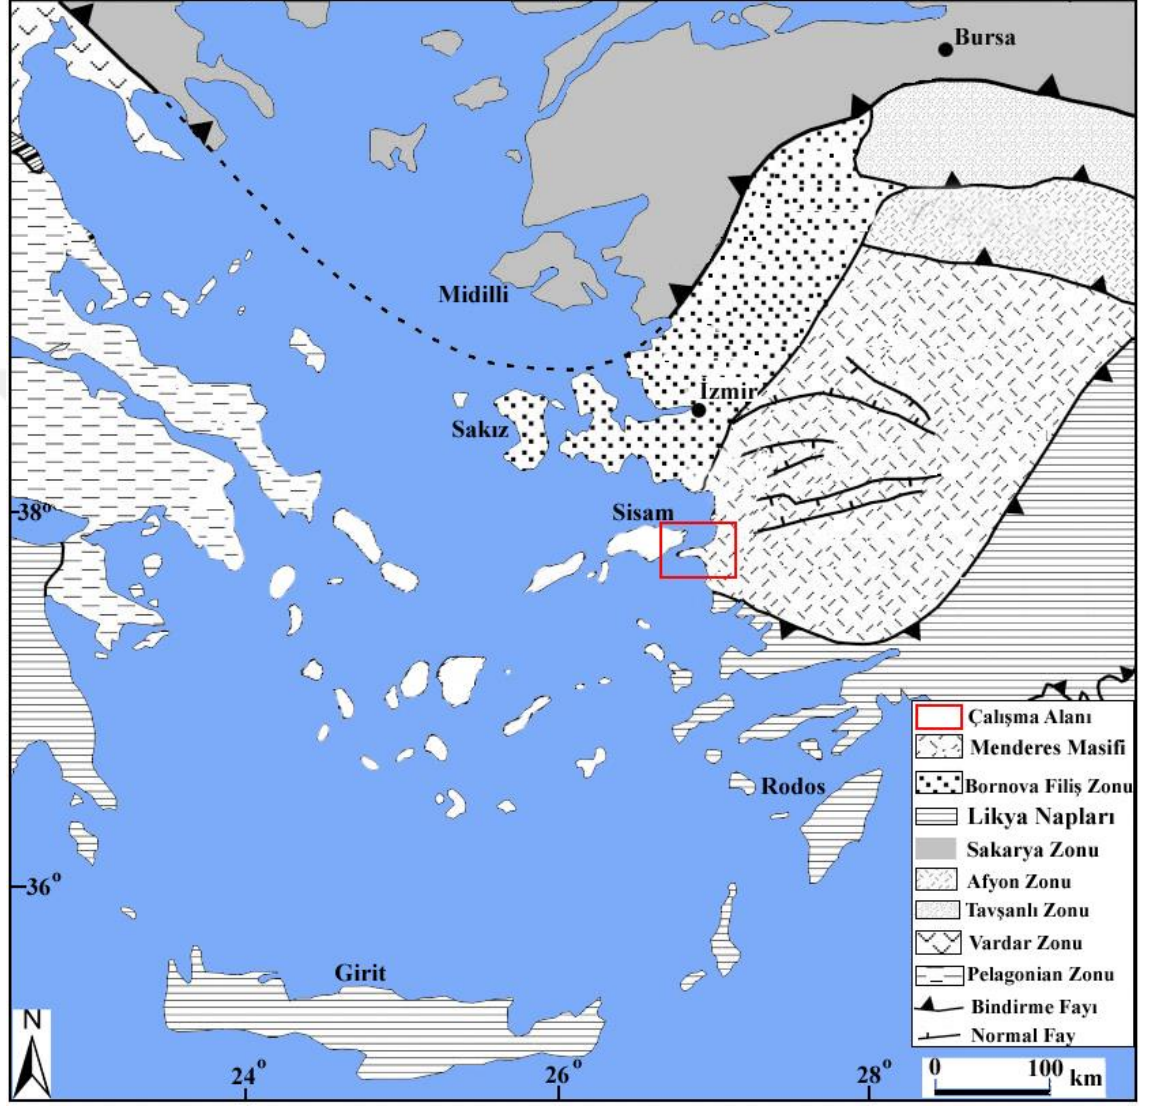 Bursa
Midilli
İzmir
Sakız
38°
Sisam
Çalışma Alanı
Menderes Masifi
Bornova Filiş Zonu
Likya Napları
Sakarya Zonu
Afyon Zonu
Tavşanlı Zonu
Vardar Zonu
Pelagonian Zonu
Bindirme Fayı
Normal Fay
Rodos
36°
Girit
N
24°
26°
28°
0 100 km